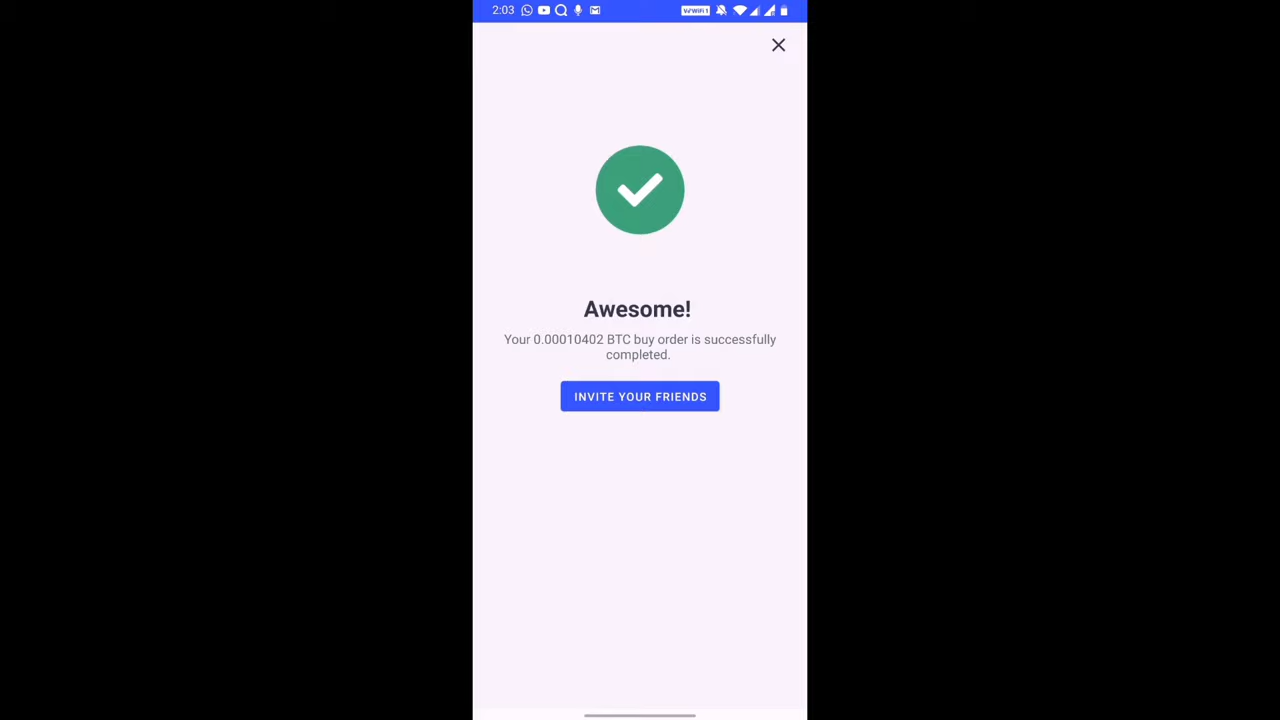 2:03
Awesome!
Your 0.00010402 BTC buy order is successfully
completed.
INVITE YOUR FRIENDS